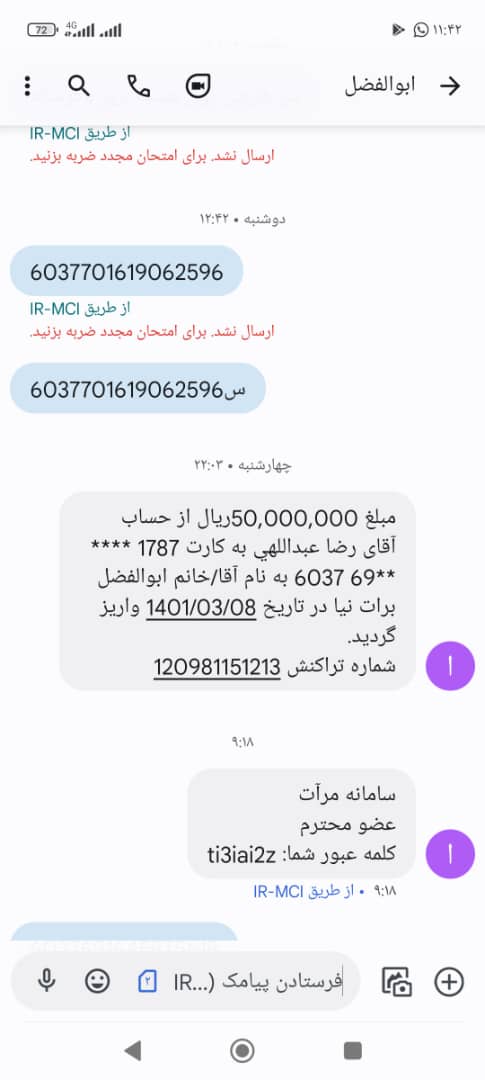 ۱۱:۴۲
4G
72
ابوالفضل
از طریق IR-MCI
ارسال نشد. برای امتحان مجدد ضربه بزنید.
دوشنبه • ۱۲:۴۲
6037701619062596
از طریق IR-MCI
ارسال نشد. برای امتحان مجدد ضربه بزنید.
س6037701619062596
چهارشنبه • ۲۲:۰۳
مبلغ 50,000,000ریال از حساب
آقای رضا عبداللهي به کارت 1787 ****
**69 6037 به نام آقا/خانم ابوالفضل
برات نیا در تاریخ 1401/03/08 واریز
گردید.
شماره تراکنش 120981151213
ا
۹:۱۸
سامانه مرآت
عضو محترم
کلمه عبور شما: ti3iai2z
ا
۹:۱۸ • از طریق IR-MCI
فرستادن پیامک (IR...
۲